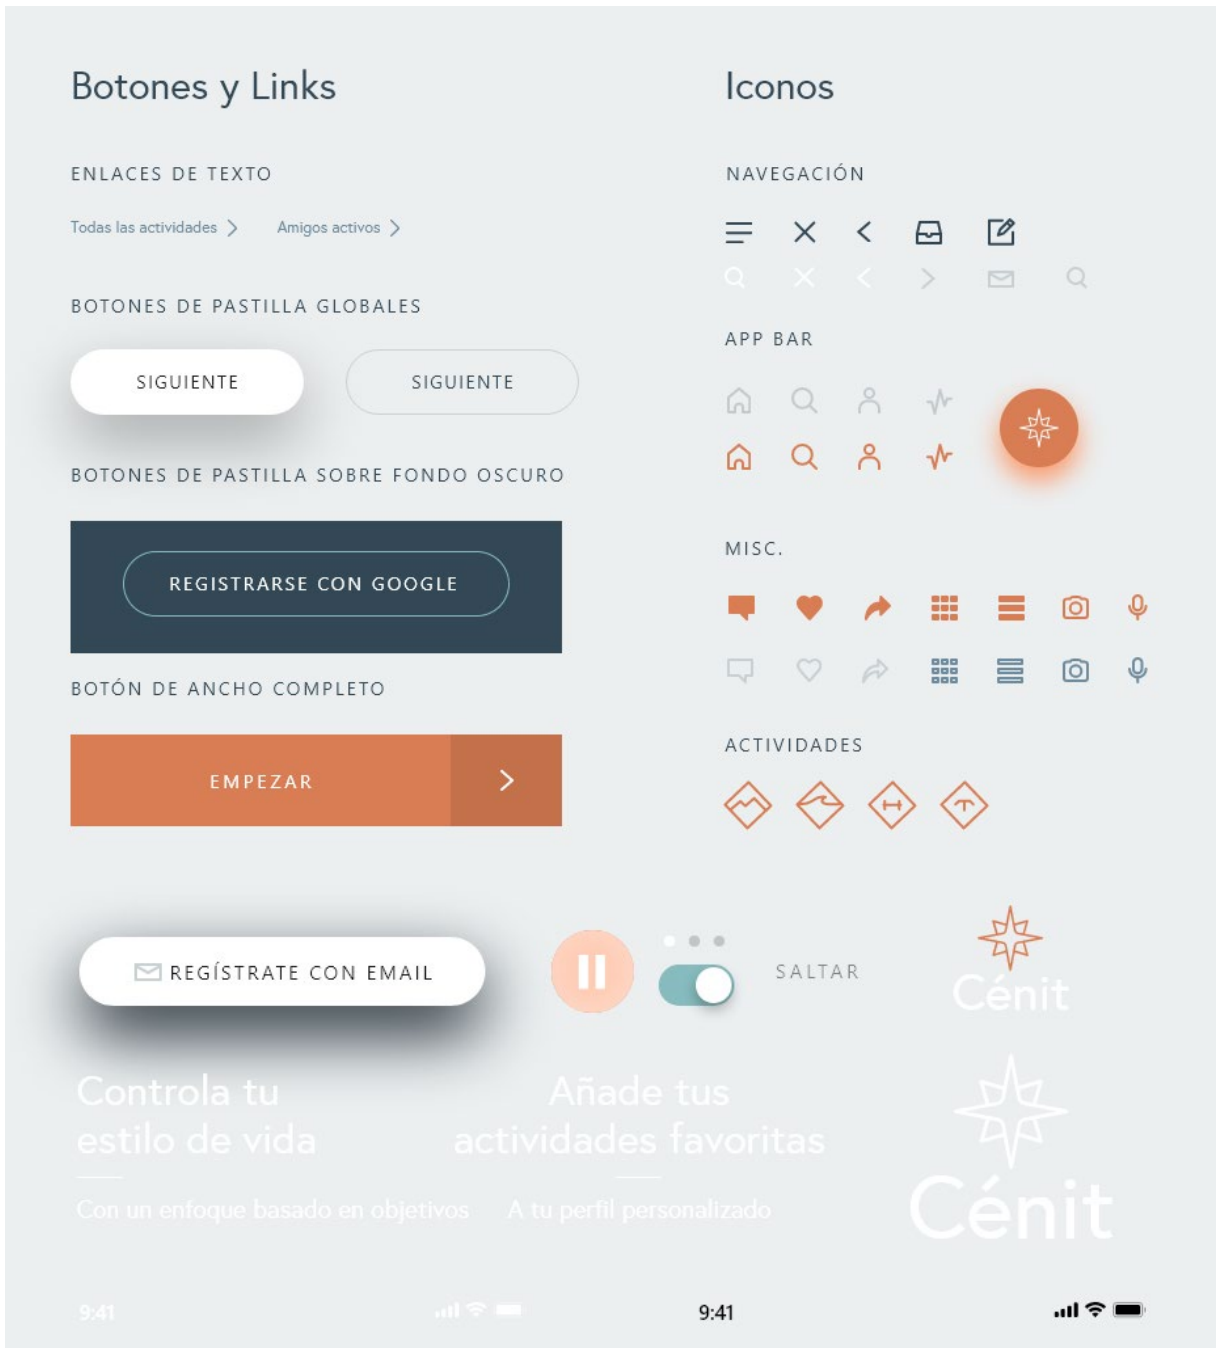 Botones y Links
ENLACES DE TEXTO
Todas las actividades
Amigos activos
BOTONES DE PASTILLA GLOBALES
SIGUIENTE
SIGUIENTE
BOTONES DE PASTILLA SOBRE FONDO OSCURO
REGISTRARSE CON GOOGLE
BOTÓN DE ANCHO COMPLETO
EMPEZAR
Iconos
NAVEGACIÓN
APP BAR
MISC.
ACTIVIDADES
REGÍSTRATE CON EMAIL
SALTAR
Cénit
Controla tu
estilo de vida
Con un enfoque basado en objetivos
Añade tus
actividades favoritas
A tu perfil personalizado
Cénit
9:41
9:41